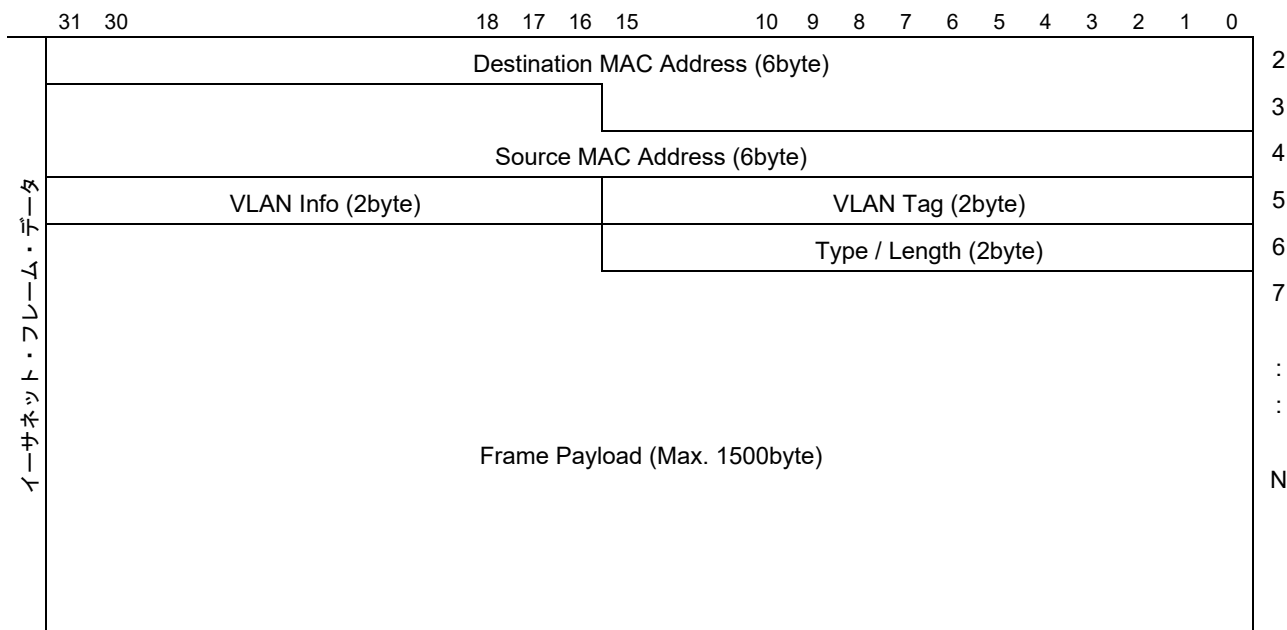 31 30 18 17 16 15 10 9 8 7 6 5 4 3 2 1 0
Destination MAC Address (6byte) 2
3
Source MAC Address (6byte) 4
VLAN Info (2byte) VLAN Tag (2byte) 5
Type / Length (2byte) 6
7
:
:
Frame Payload (Max. 1500byte)
N
イーサネット・フレーム・データ